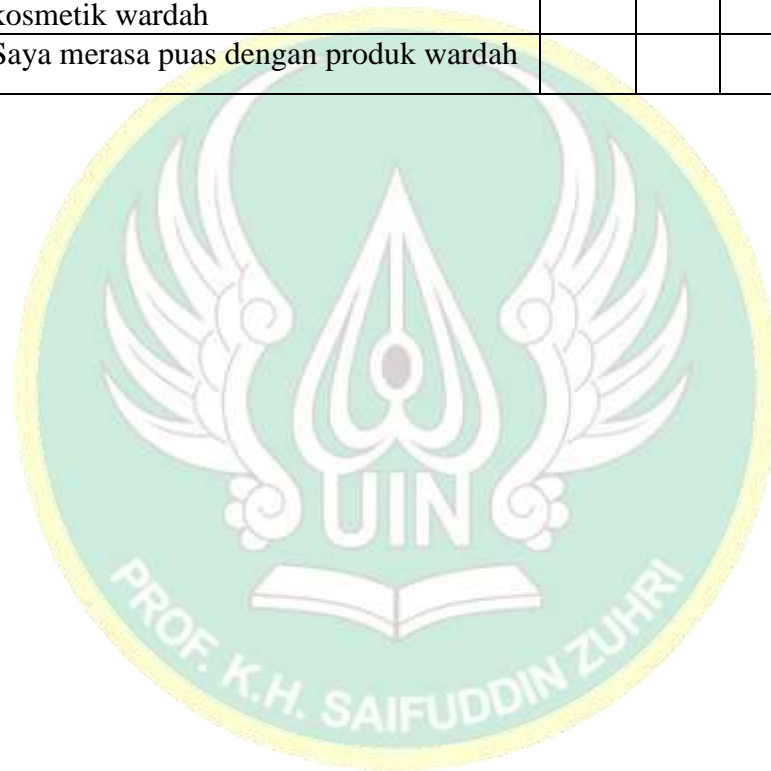 kosmetik wardah
Saya merasa puas dengan produk wardah
UIN
PROF. K.H. SAIFUDDIN ZUHRI